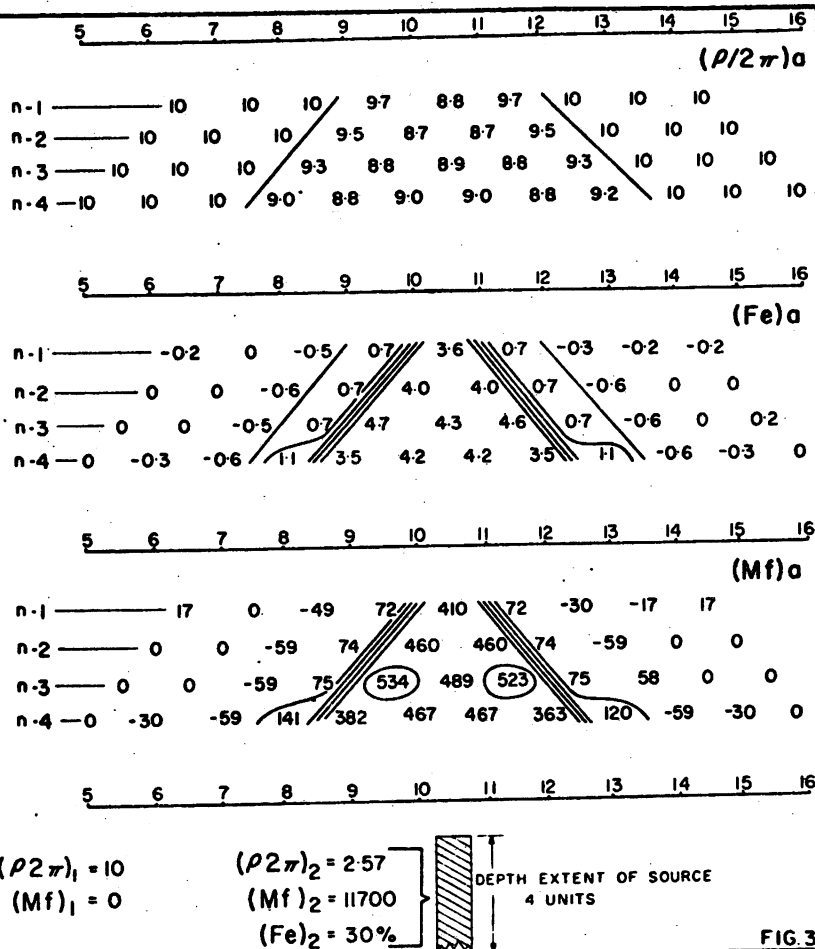 5 6 7 8 9 10 11 12 13 14 15 16
(ρ/2π)a
n-1 10 10 10 9.7 8.8 9.7 10 10 10
n-2 10 10 10 9.5 8.7 8.7 9.5 10 10 10
n-3 10 10 10 9.3 8.8 8.9 8.8 9.3 10 10 10
n-4 10 10 10 9.0 8.8 9.0 9.0 8.8 9.2 10 10 10
5 6 7 8 9 10 11 12 13 14 15 16
(Fe)a
n-1 -0.2 0 -0.5 0.7 3.6 0.7 -0.3 -0.2 -0.2
n-2 0 0 -0.6 0.7 4.0 4.0 0.7 -0.6 0 0
n-3 0 0 -0.5 0.7 4.7 4.3 4.6 0.7 -0.6 0 0.2
n-4 0 -0.3 -0.6 1.1 3.5 4.2 4.2 3.5 1.1 -0.6 -0.3 0
5 6 7 8 9 10 11 12 13 14 15 16
(Mf)a
n-1 17 0 -49 72 410 72 -30 -17 17
n-2 0 0 -59 74 460 460 74 -59 0 0
n-3 0 0 -59 75 534 489 523 75 58 0 0
n-4 0 -30 -59 141 382 467 467 363 120 -59 -30 0
5 6 7 8 9 10 11 12 13 14 15 16
(ρ2π)₁ = 10 (ρ2π)₂ = 2.57
(Mf)₁ = 0 (Mf)₂ = 11700
(Fe)₂ = 30%
DEPTH EXTENT OF SOURCE
4 UNITS
FIG. 3